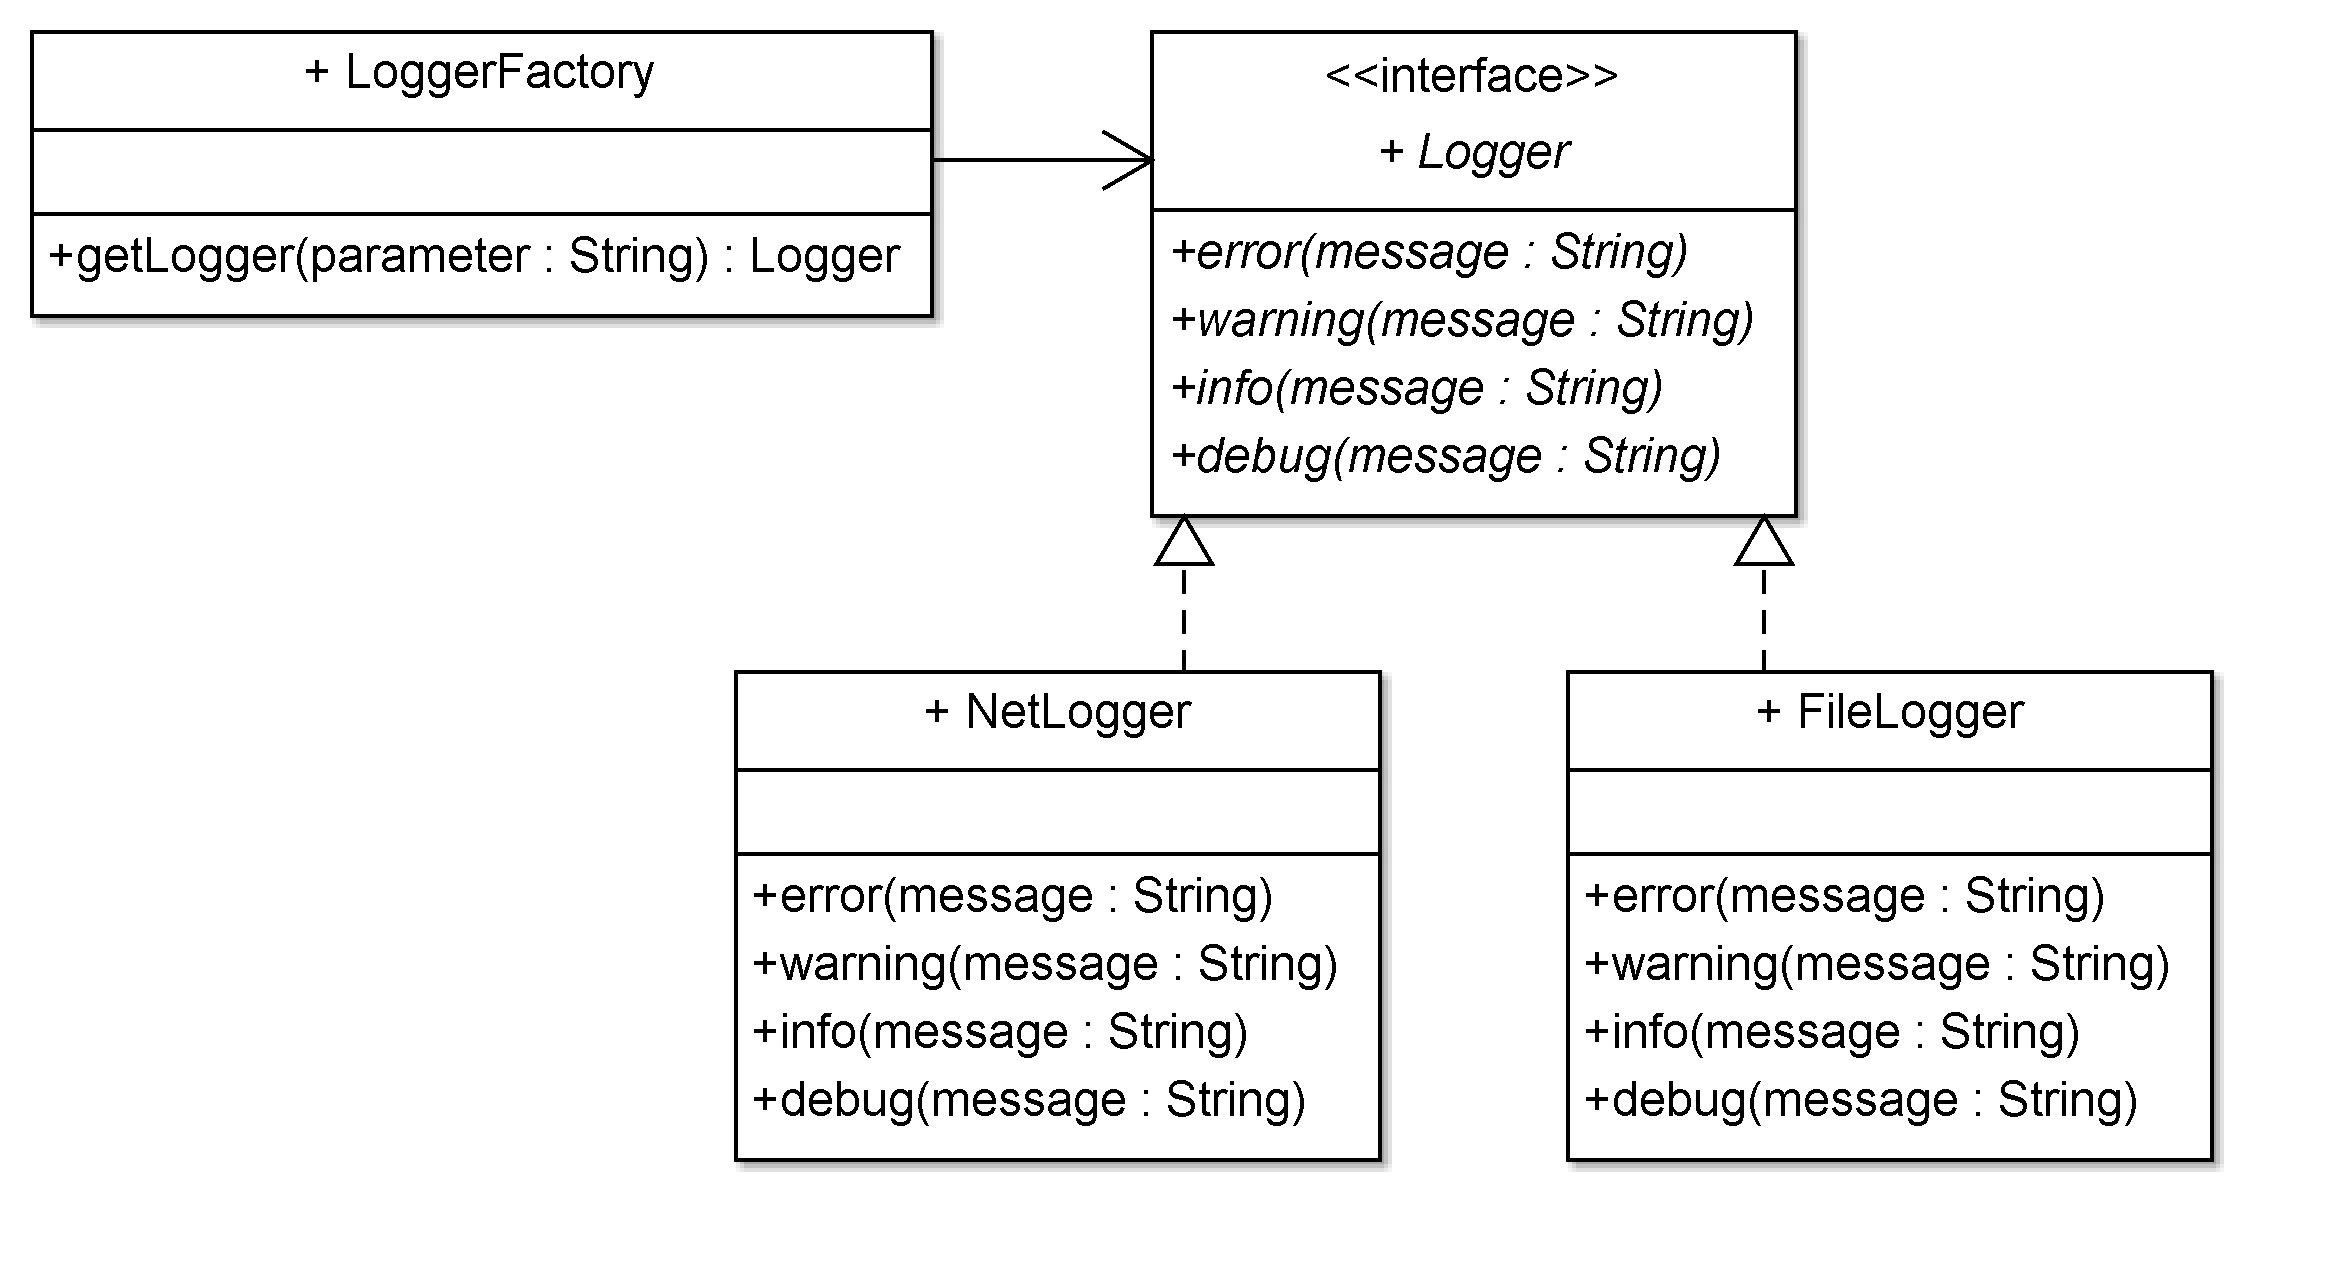 + LoggerFactory
+getLogger(parameter : String) : Logger
<<interface>>
+ Logger
+error(message : String)
+warning(message : String)
+info(message : String)
+debug(message : String)
+ NetLogger
+error(message : String)
+warning(message : String)
+info(message : String)
+debug(message : String)
+ FileLogger
+error(message : String)
+warning(message : String)
+info(message : String)
+debug(message : String)